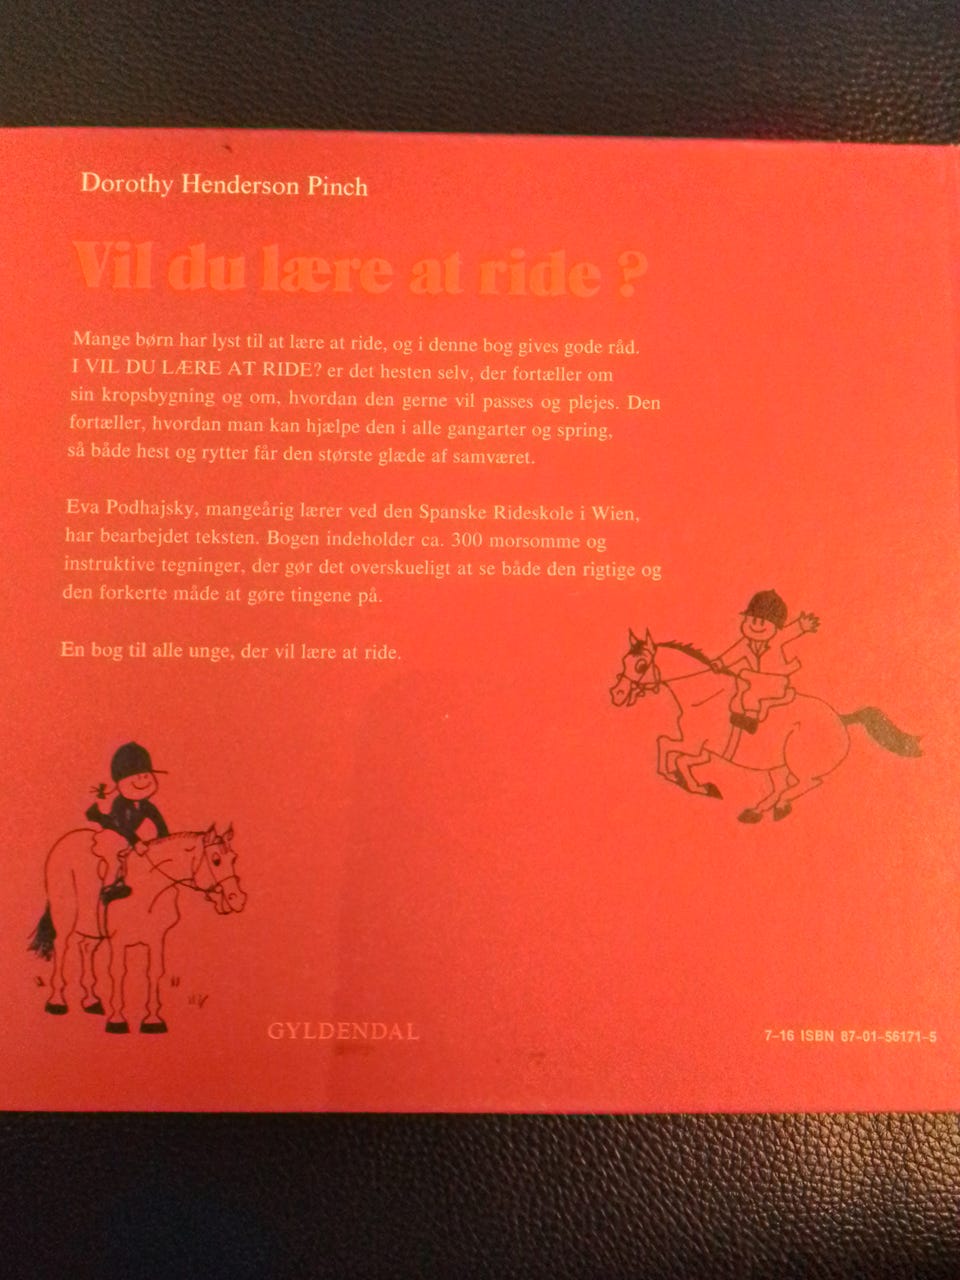 Dorothy Henderson Pinch
Vil du lære at ride ?
Mange børn har lyst til at lære at ride, og i denne bog gives gode råd.
I VIL DU LÆRE AT RIDE? er det hesten selv, der fortæller om
sin kropsbygning og om, hvordan den gerne vil passes og plejes. Den
fortæller, hvordan man kan hjælpe den i alle gangarter og spring,
så både hest og rytter får den største glæde af samværet.
Eva Podhajsky, mangeårig lærer ved den Spanske Rideskole i Wien,
har bearbejdet teksten. Bogen indeholder ca. 300 morsomme og
instruktive tegninger, der gør det overskueligt at se både den rigtige og
den forkerte måde at gøre tingene på.
En bog til alle unge, der vil lære at ride.
GYLDENDAL
7–16 ISBN 87–01–56171–5